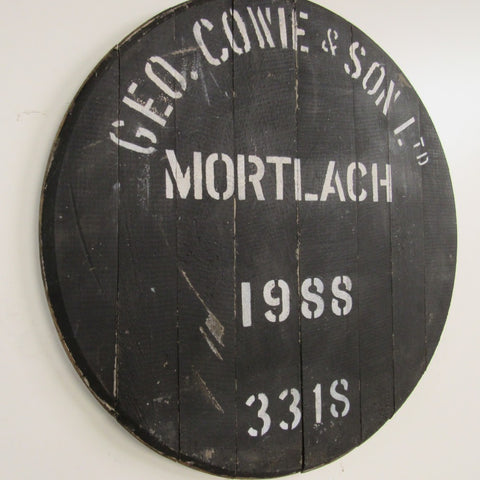 GEO. COWIE & SON LTD
MORTLACH
1988
3318